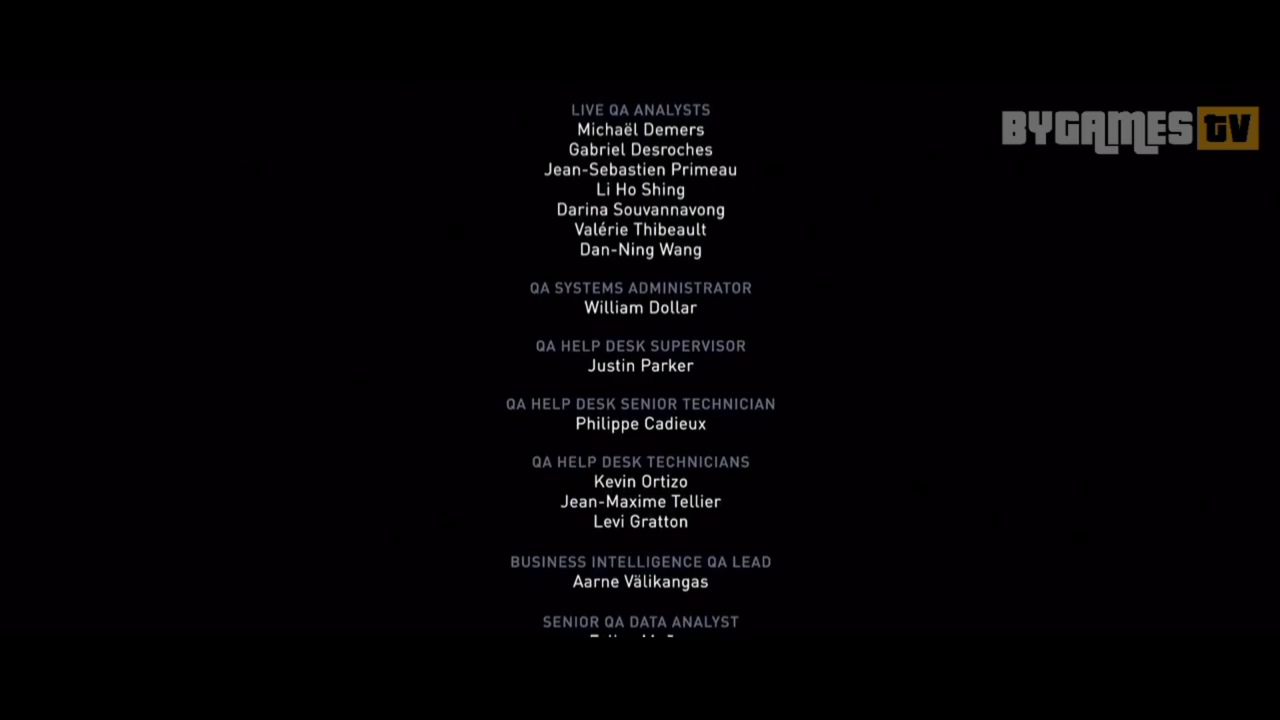 LIVE QA ANALYSTS
Michaël Demers
Gabriel Desroches
Jean-Sebastien Primeau
Li Ho Shing
Darina Souvannavong
Valérie Thibeault
Dan-Ning Wang
QA SYSTEMS ADMINISTRATOR
William Dollar
QA HELP DESK SUPERVISOR
Justin Parker
QA HELP DESK SENIOR TECHNICIAN
Philippe Cadieux
QA HELP DESK TECHNICIANS
Kevin Ortizo
Jean-Maxime Tellier
Levi Gratton
BUSINESS INTELLIGENCE QA LEAD
Aarne Välikangas
SENIOR QA DATA ANALYST
BYGAMES TV